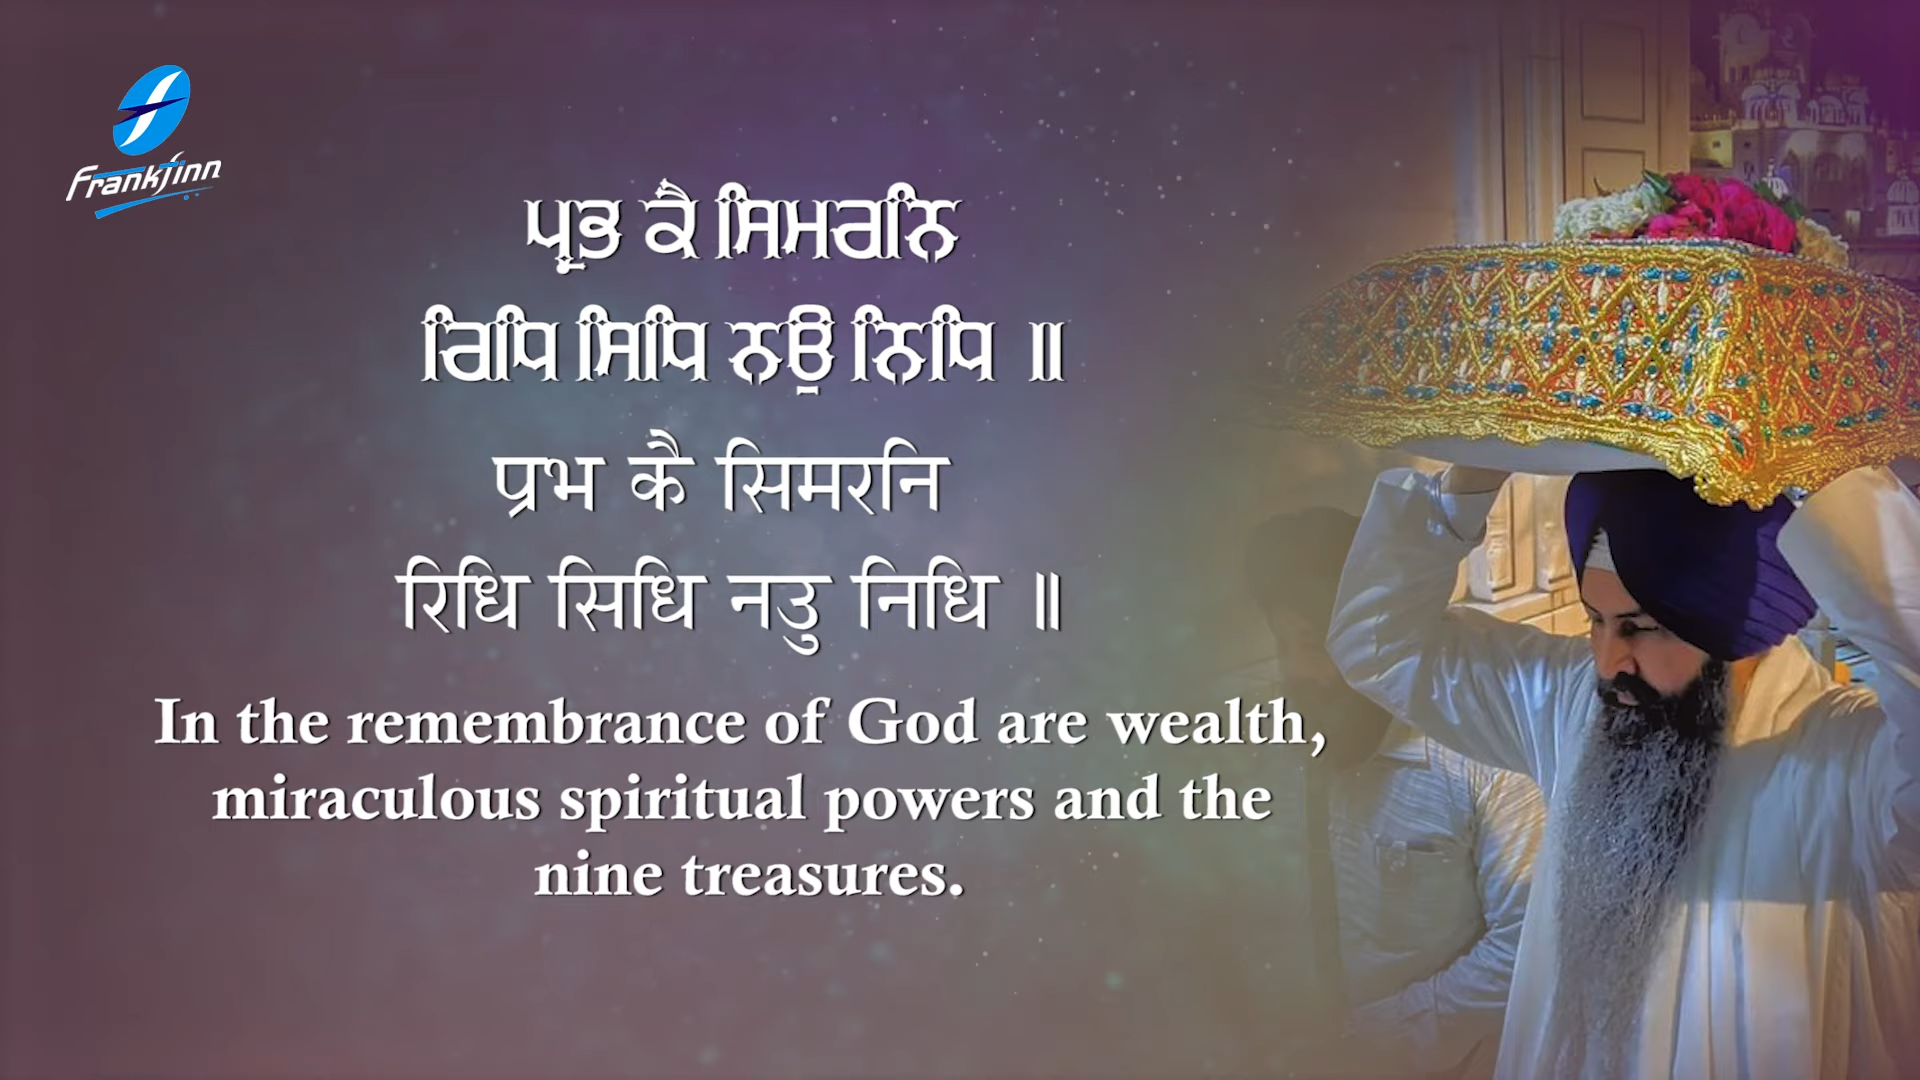 Frankfinn
ਪ੍ਰਭ ਕੈ ਸਿਮਰਨਿ
ਰਿਧਿ ਸਿਧਿ ਨਉ ਨਿਧਿ ॥
प्रभ कै सिमरनि
रिधि सिधि नउ निधि ॥
In the remembrance of God are wealth,
miraculous spiritual powers and the
nine treasures.